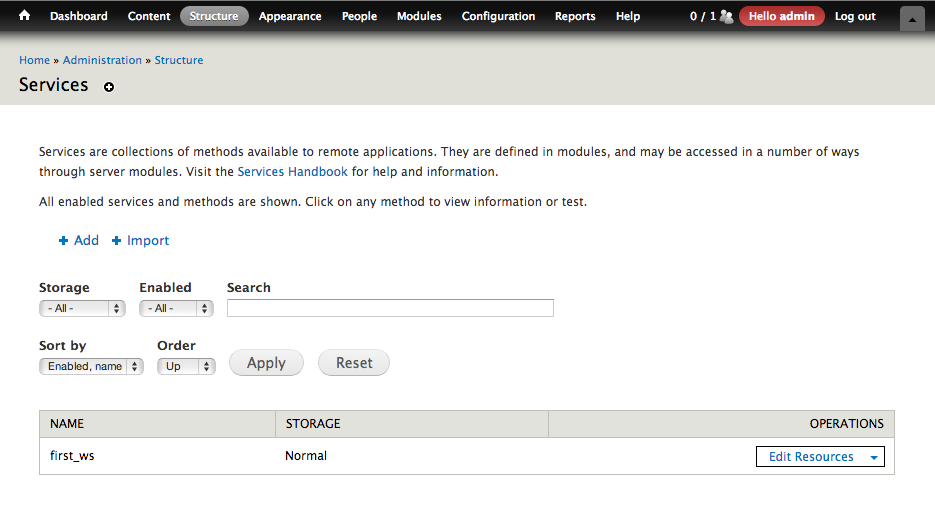 Dashboard Content Structure Appearance People Modules Configuration Reports Help 0 / 1 Hello admin Log out
Home » Administration » Structure
Services
Services are collections of methods available to remote applications. They are defined in modules, and may be accessed in a number of ways
through server modules. Visit the Services Handbook for help and information.
All enabled services and methods are shown. Click on any method to view information or test.
Add Import
Storage Enabled Search
- All - - All -
Sort by Order
Enabled, name Up Apply Reset
NAME STORAGE OPERATIONS
first_ws Normal Edit Resources